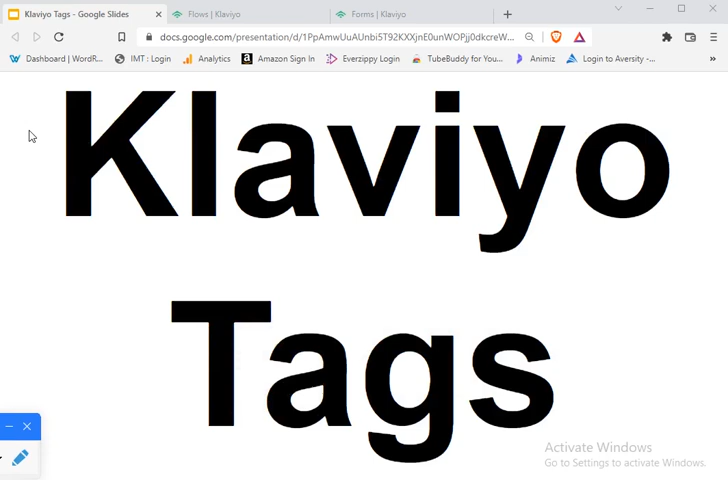 Klaviyo Tags - Google Slides
Flows | Klaviyo
Forms | Klaviyo
docs.google.com/presentation/d/1PpAmwUuAUnbi5T92KXXjnE0unWOPJj0dkcreW...
Dashboard | WordR...
IMT : Login
Analytics
Amazon Sign In
Everzippy Login
TubeBuddy for You...
Animiz
Login to Aversity -...
Klaviyo
Tags
Activate Windows
Go to Settings to activate Windows.